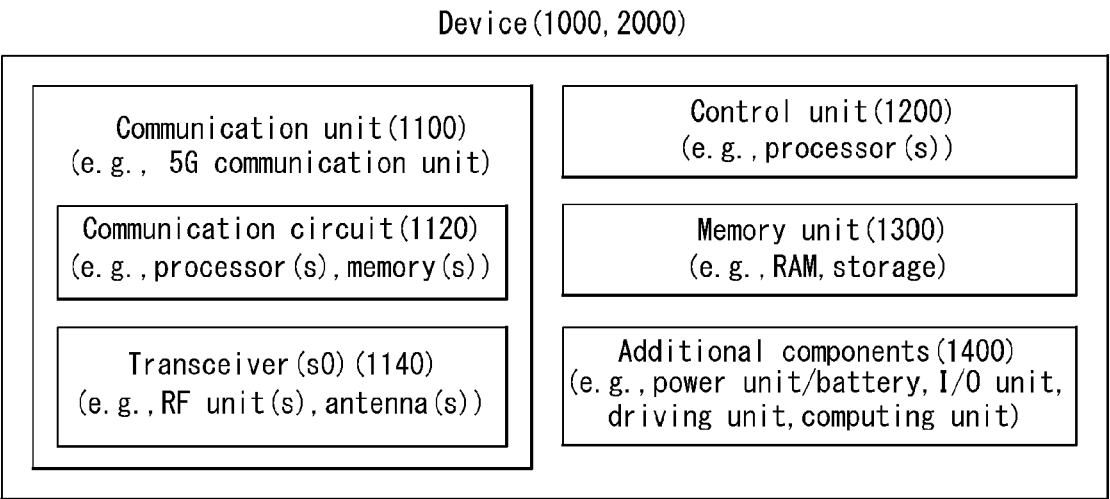 Device(1000,2000)
Communication unit(1100)
(e.g., 5G communication unit)
Communication circuit(1120)
(e.g.,processor(s),memory(s))
Transceiver(s0)(1140)
(e.g.,RF unit(s),antenna(s))
Control unit(1200)
(e.g.,processor(s))
Memory unit(1300)
(e.g.,RAM,storage)
Additional components(1400)
(e.g.,power unit/battery,I/O unit,
driving unit,computing unit)